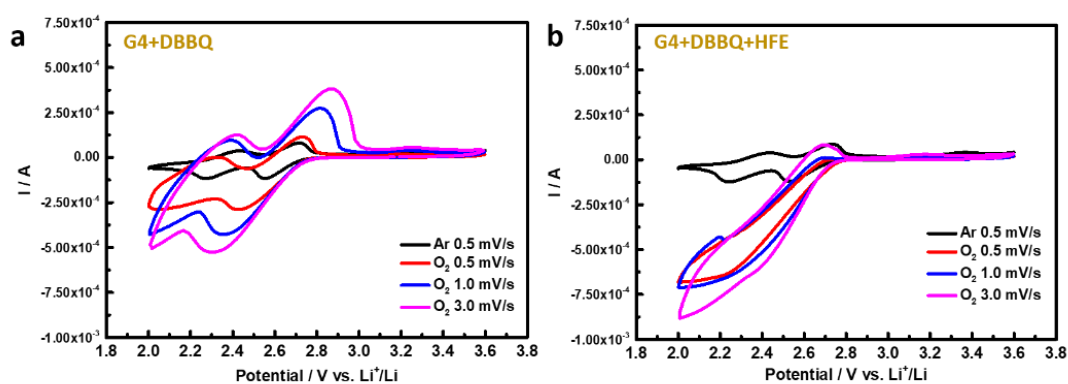 a
G4+DBBQ
7.50x10⁻⁴
5.00x10⁻⁴
2.50x10⁻⁴
0.00
-2.50x10⁻⁴
-5.00x10⁻⁴
-7.50x10⁻⁴
-1.00x10⁻³
I / A
Ar 0.5 mV/s
O₂ 0.5 mV/s
O₂ 1.0 mV/s
O₂ 3.0 mV/s
1.8 2.0 2.2 2.4 2.6 2.8 3.0 3.2 3.4 3.6 3.8
Potential / V vs. Li⁺/Li
b
G4+DBBQ+HFE
7.50x10⁻⁴
5.00x10⁻⁴
2.50x10⁻⁴
0.00
-2.50x10⁻⁴
-5.00x10⁻⁴
-7.50x10⁻⁴
-1.00x10⁻³
I / A
Ar 0.5 mV/s
O₂ 0.5 mV/s
O₂ 1.0 mV/s
O₂ 3.0 mV/s
1.8 2.0 2.2 2.4 2.6 2.8 3.0 3.2 3.4 3.6 3.8
Potential / V vs. Li⁺/Li